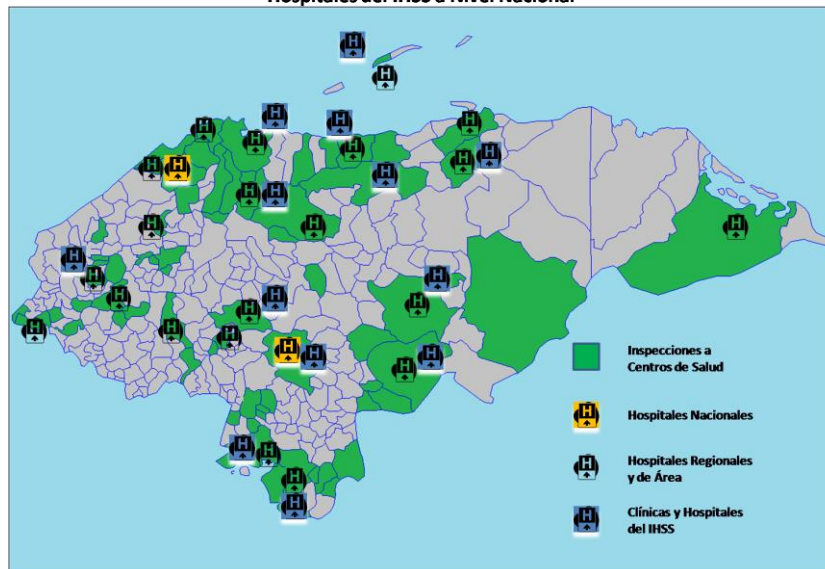 Hospitales del IHSS a Nivel Nacional
Inspecciones a
Centros de Salud
Hospitales Nacionales
Hospitales Regionales
y de Área
Clínicas y Hospitales
del IHSS